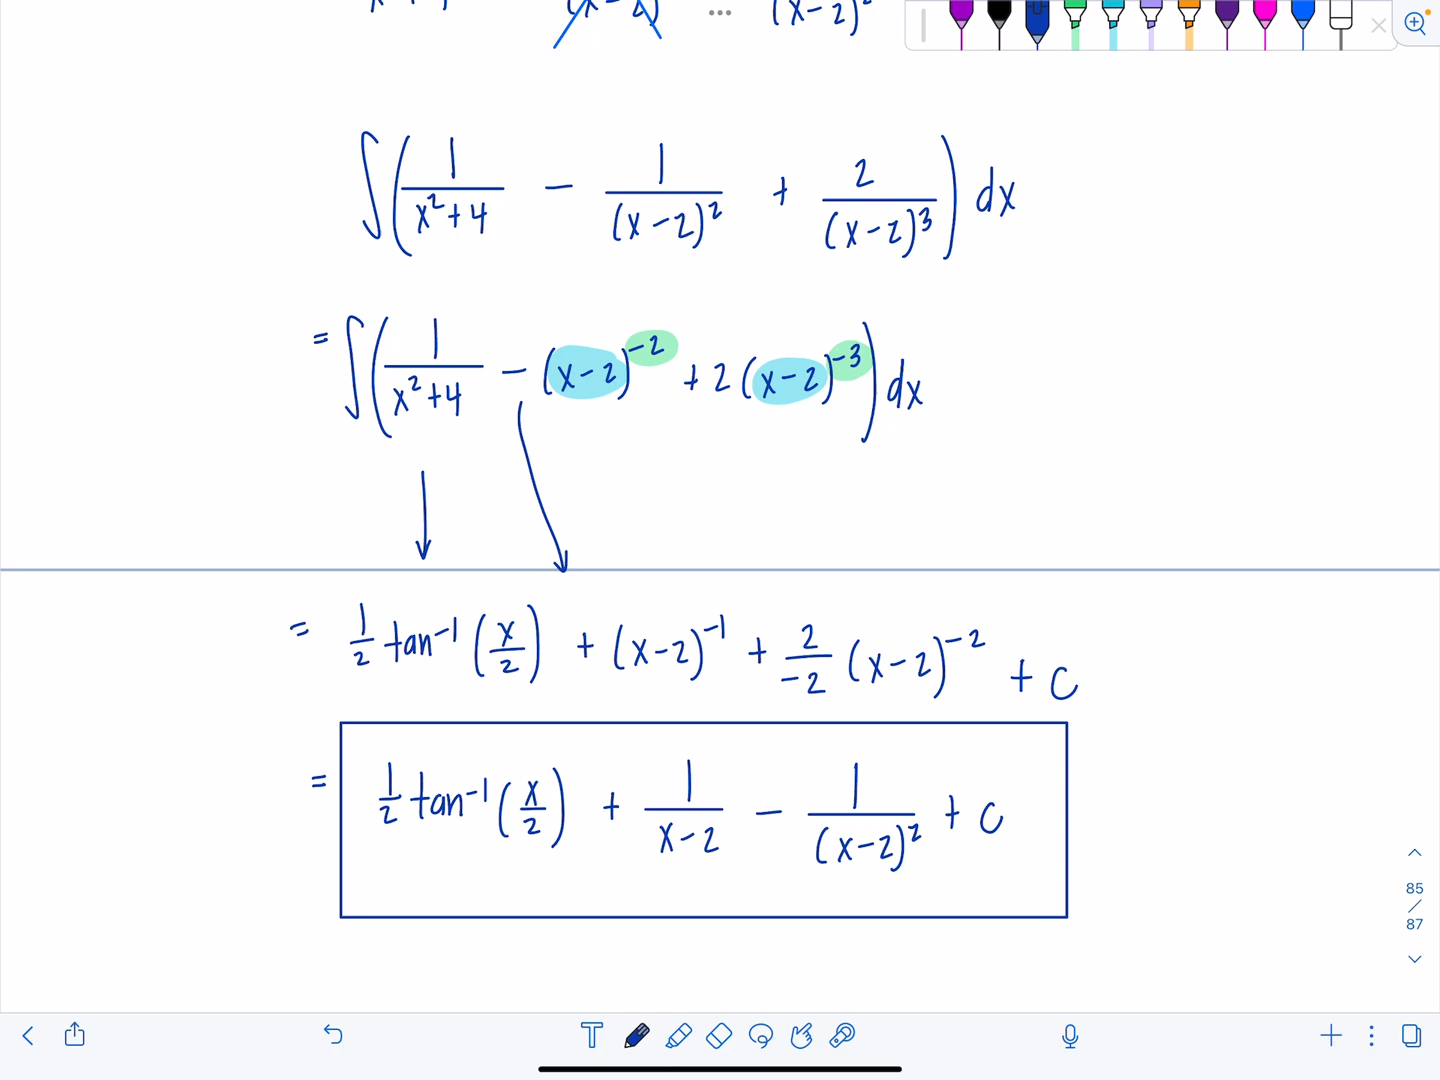 ∫(1/(x²+4) − 1/(x−2)² + 2/(x−2)³) dx
= ∫(1/(x²+4) − (x−2)⁻² + 2(x−2)⁻³) dx
= 1/2 tan⁻¹(x/2) + (x−2)⁻¹ + 2/−2 (x−2)⁻² + C
= 1/2 tan⁻¹(x/2) + 1/(x−2) − 1/(x−2)² + C
85
/
87